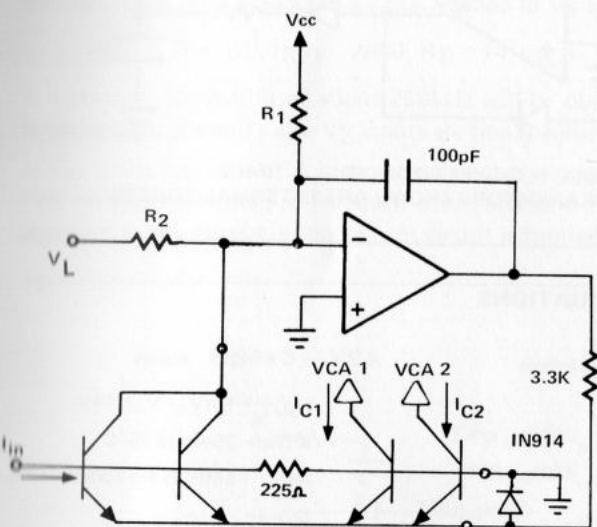 Vcc
R1
100pF
R2
VL
−
+
VCA 1
VCA 2
3.3K
IC1
IC2
IN914
Iin
225Ω